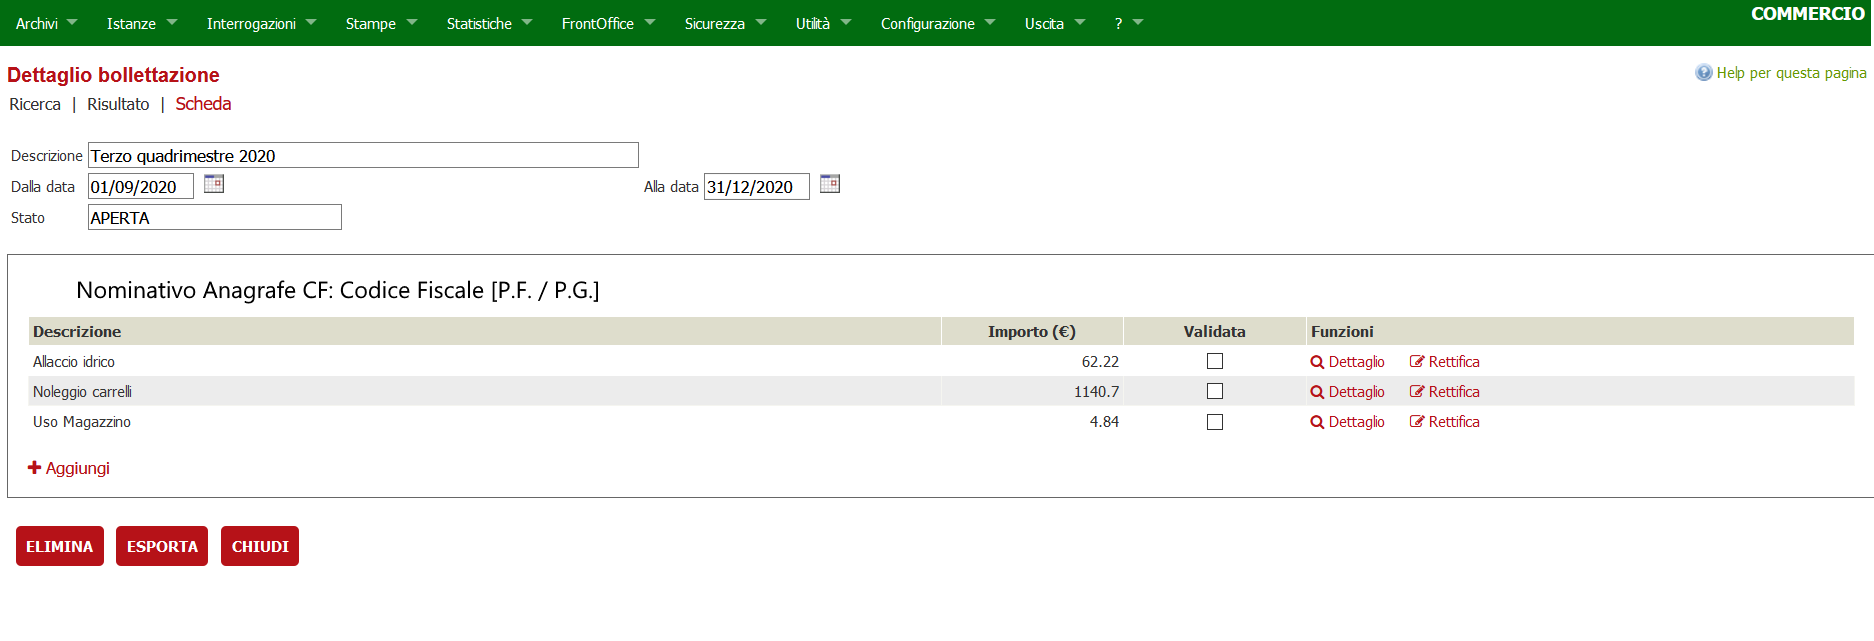 Archivi Istanze Interrogazioni Stampe Statistiche FrontOffice Sicurezza Utilità Configurazione Uscita ? COMMERCIO
Dettaglio bollettazione
Help per questa pagina
Ricerca | Risultato | Scheda
Descrizione Terzo quadrimestre 2020
Dalla data 01/09/2020 Alla data 31/12/2020
Stato APERTA
Nominativo Anagrafe CF: Codice Fiscale [P.F. / P.G.]
Descrizione Importo (€) Validata Funzioni
Allaccio idrico 62.22 Dettaglio Rettifica
Noleggio carrelli 1140.7 Dettaglio Rettifica
Uso Magazzino 4.84 Dettaglio Rettifica
Aggiungi
ELIMINA ESPORTA CHIUDI